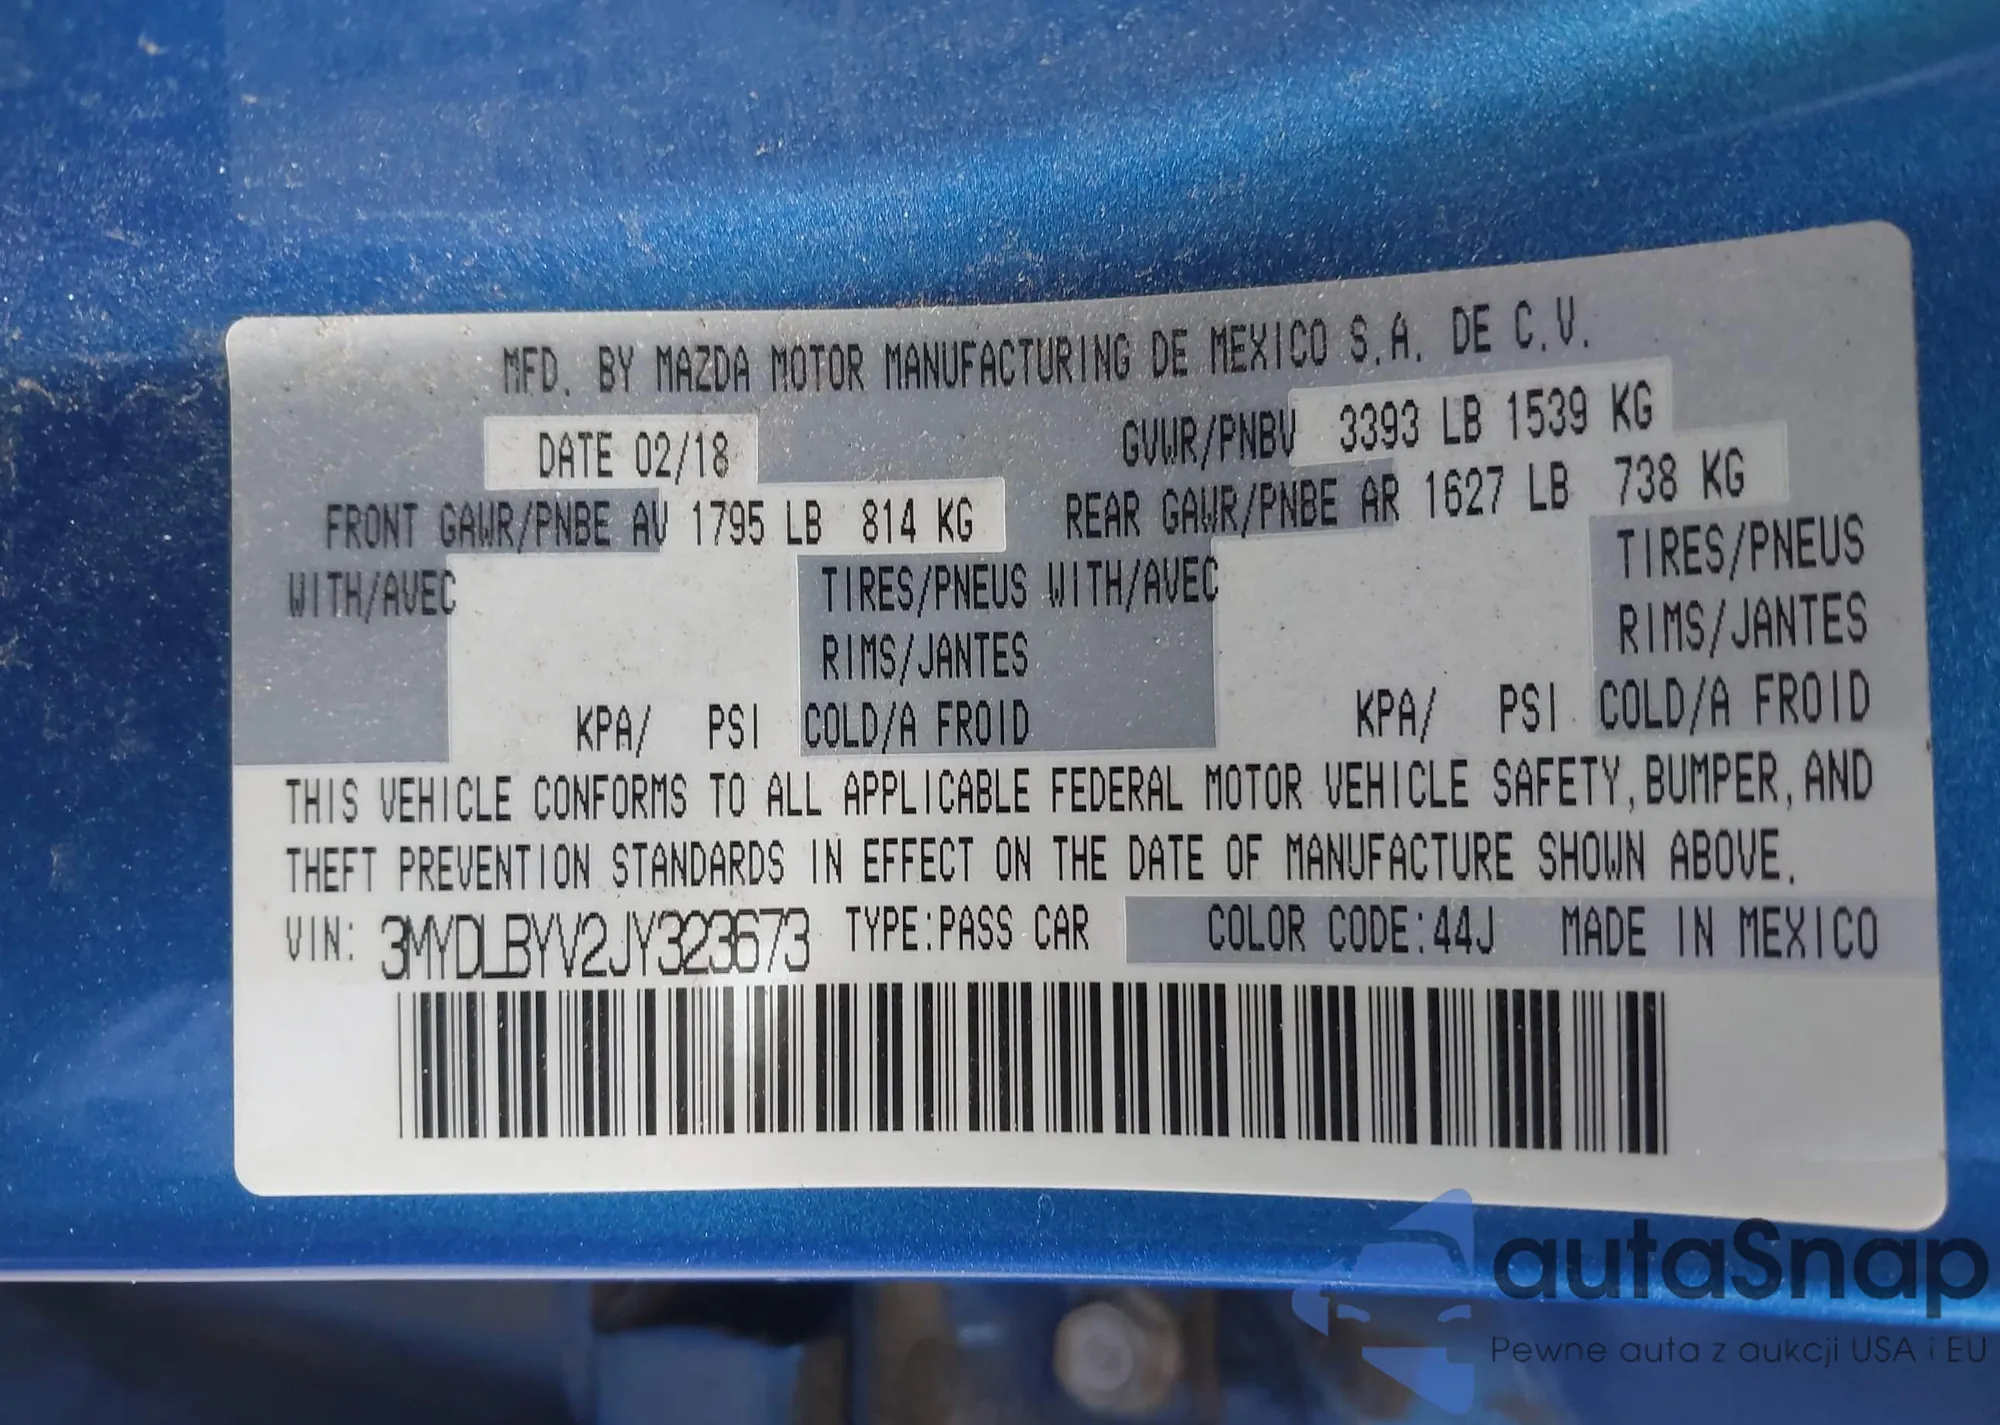 MFD. BY MAZDA MOTOR MANUFACTURING DE MEXICO S.A. DE C.V.
DATE 02/18 GVWR/PNBV 3393 LB 1539 KG
FRONT GAWR/PNBE AV 1795 LB 814 KG REAR GAWR/PNBE AR 1627 LB 738 KG
WITH/AVEC TIRES/PNEUS WITH/AVEC TIRES/PNEUS
RIMS/JANTES RIMS/JANTES
KPA/ PSI COLD/A FROID KPA/ PSI COLD/A FROID
THIS VEHICLE CONFORMS TO ALL APPLICABLE FEDERAL MOTOR VEHICLE SAFETY, BUMPER, AND
THEFT PREVENTION STANDARDS IN EFFECT ON THE DATE OF MANUFACTURE SHOWN ABOVE.
VIN: 3MYDLBYV2JY323673 TYPE:PASS CAR COLOR CODE:44J MADE IN MEXICO
autaSnap
Pewne auta z aukcji USA i EU